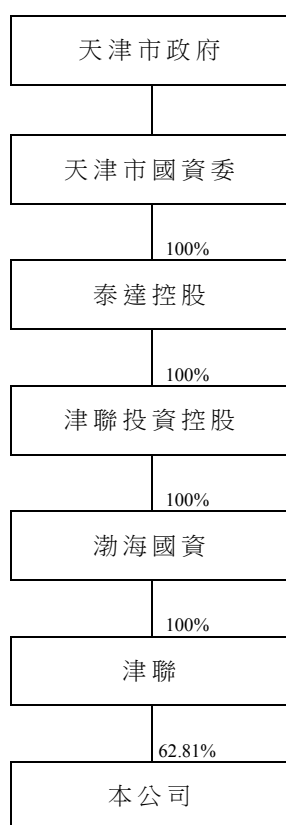 天津市政府
天津市國資委
100%
泰達控股
100%
津聯投資控股
100%
渤海國資
100%
津聯
62.81%
本公司